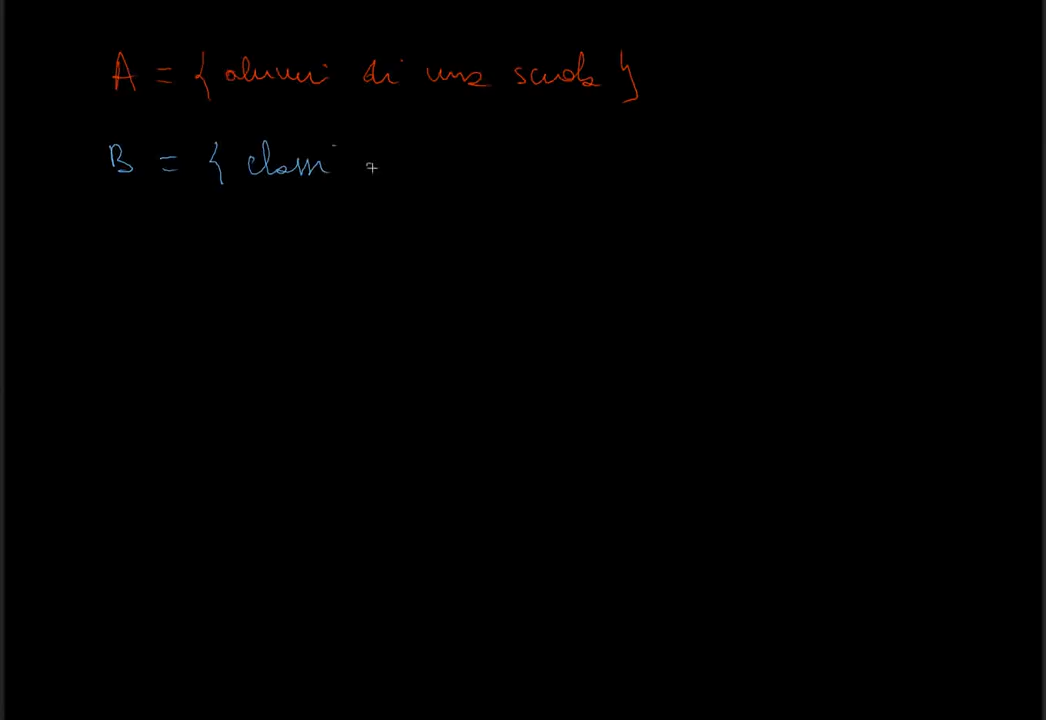 A = { alunni di una scuola }
B = { classi